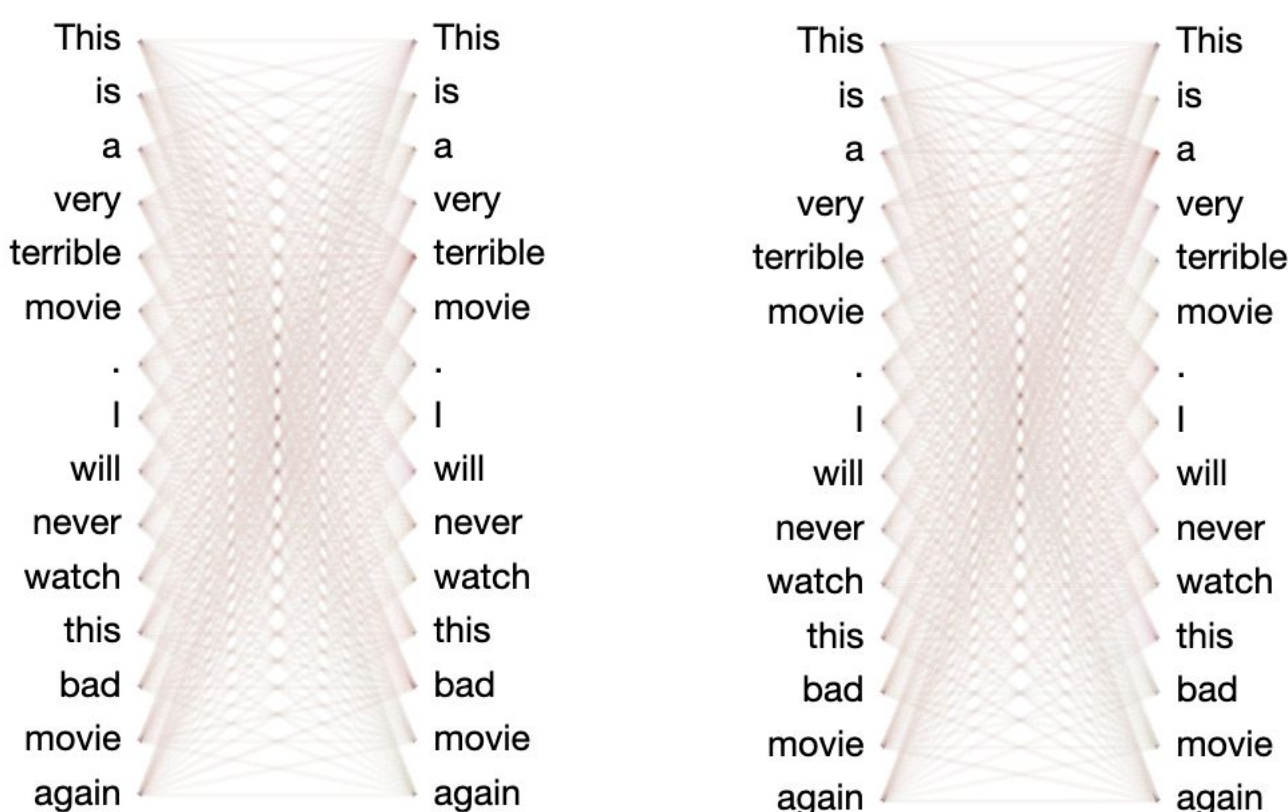 This This This This
is is is is
a a a a
very very very very
terrible terrible terrible terrible
movie movie movie movie
. . . .
I I I I
will will will will
never never never never
watch watch watch watch
this this this this
bad bad bad bad
movie movie movie movie
again again again again